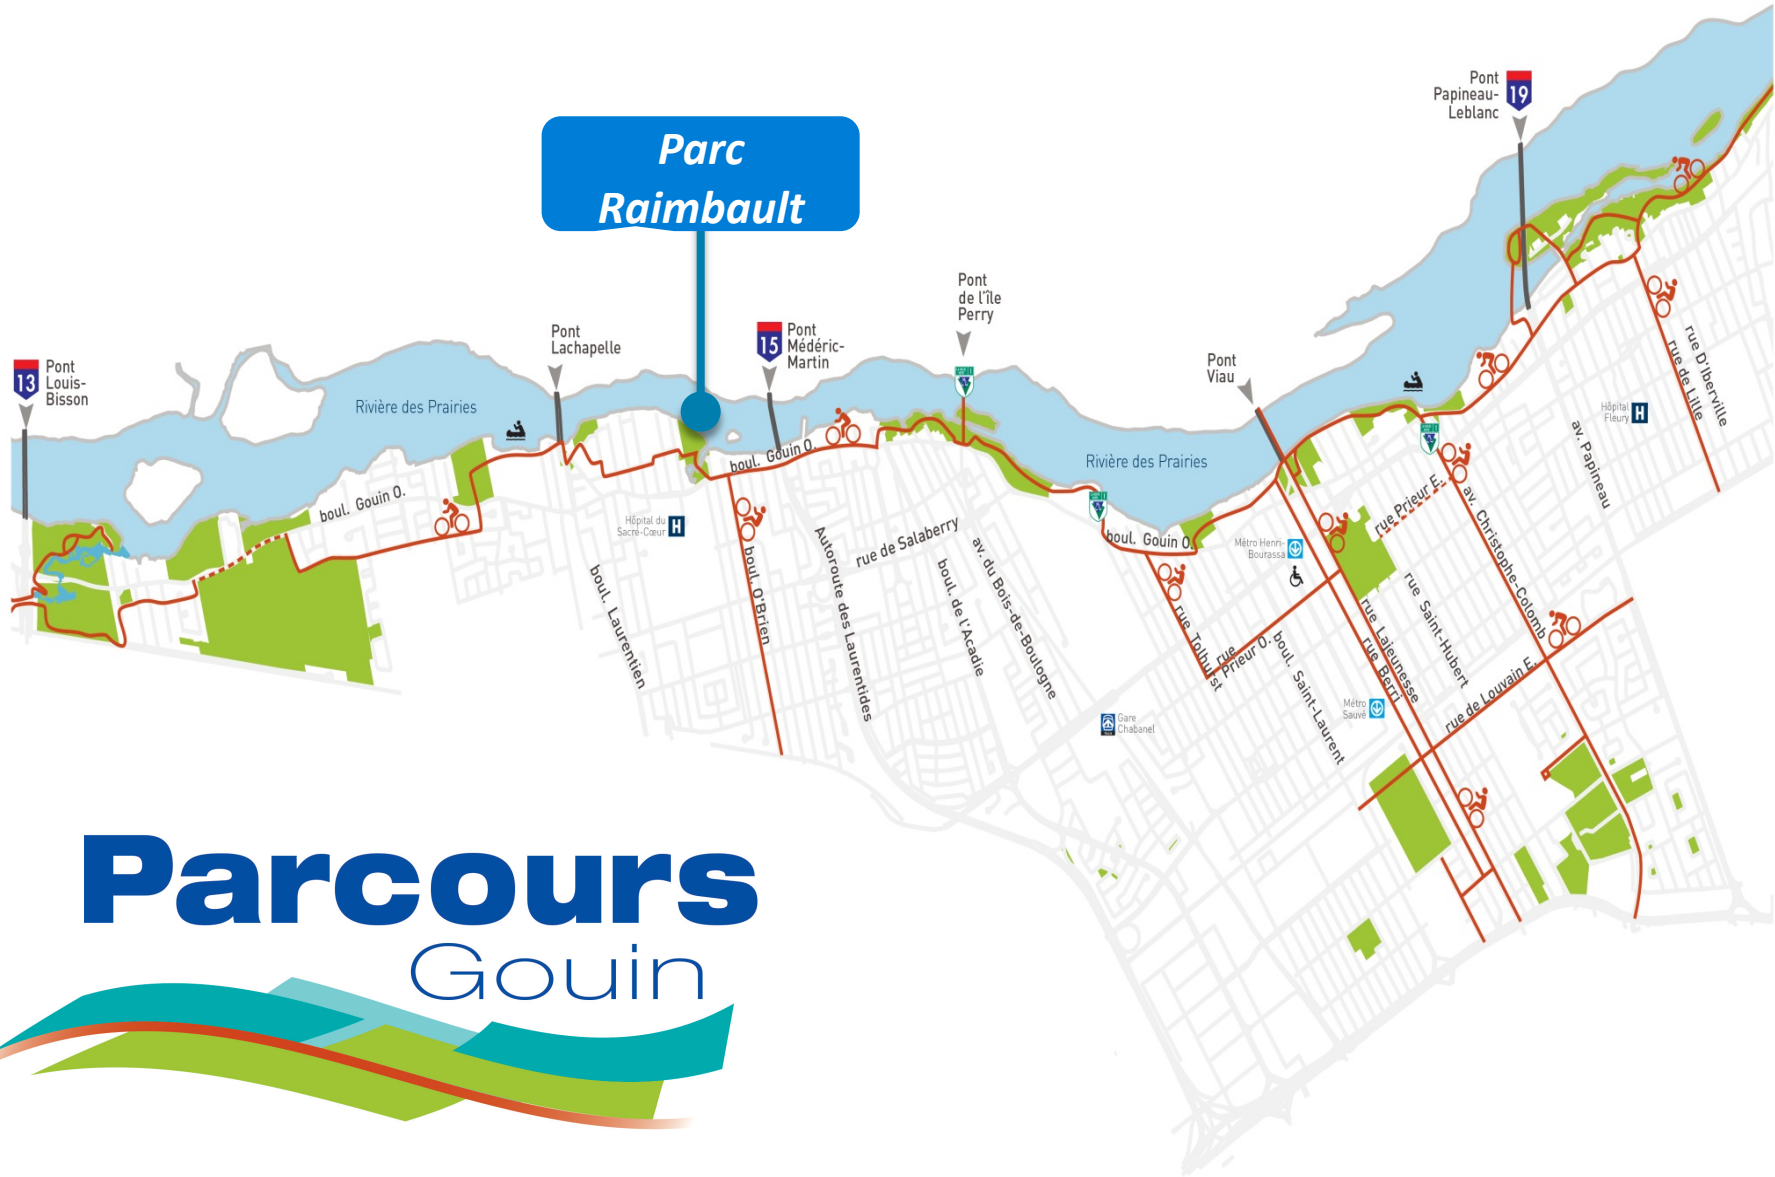 Parc
Raimbault
Pont
Papineau-
Leblanc
19
Pont
de l'île
Perry
Pont
Lachapelle
15
Pont
Médéric-
Martin
13
Pont
Louis-
Bisson
Pont
Viau
Rivière des Prairies
Rivière des Prairies
boul. Gouin O.
boul. Gouin O.
boul. Gouin O.
Hôpital du
Sacré-Cœur
H
Hôpital
Fleury
H
rue D'Iberville
rue de Lille
av. Papineau
rue Prieur E.
av. Christophe-Colomb
Métro Henri-
Bourassa
boul. Laurentien
boul. O'Brien
Autoroute des Laurentides
rue de Salaberry
boul. de l'Acadie
av. du Bois-de-Boulogne
rue Tolhurst
rue
Prieur O.
boul. Saint-Laurent
rue Lajeunesse
rue Berri
rue Saint-Hubert
rue de Louvain E.
Métro
Sauvé
Gare
Chabanel
Parcours
Gouin